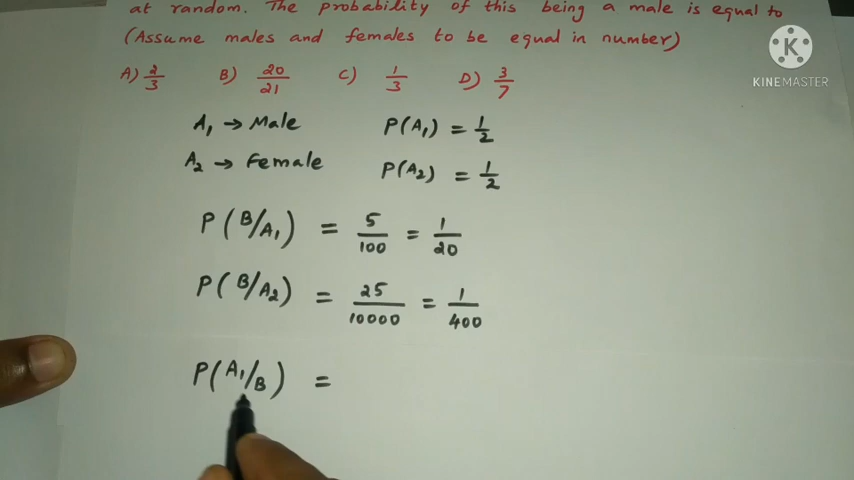 at random. The probability of this being a male is equal to
(Assume males and females to be equal in number)
A) 2/3 B) 20/21 C) 1/3 D) 3/7
A₁ → Male P(A₁) = 1/2
A₂ → Female P(A₂) = 1/2
P(B/A₁) = 5/100 = 1/20
P(B/A₂) = 25/10000 = 1/400
P(A₁/B) =
K
KINEMASTER